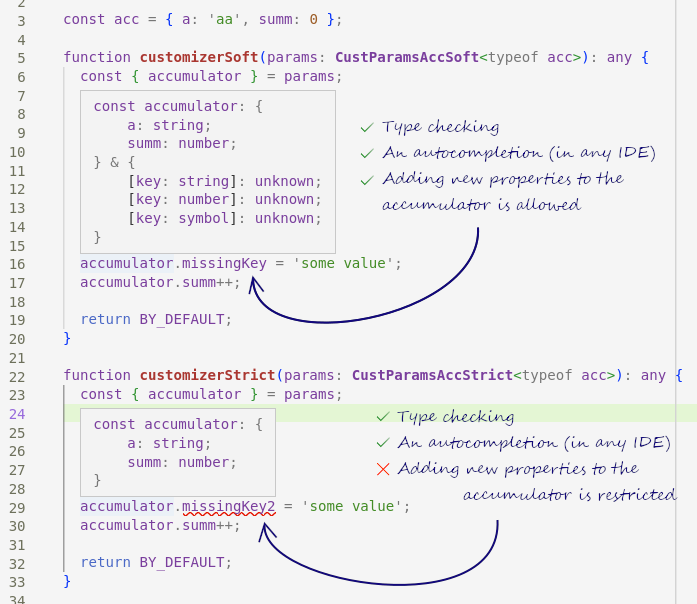 2
3 const acc = { a: 'aa', summ: 0 };
4
5 function customizerSoft(params: CustParamsAccSoft<typeof acc>): any {
6 const { accumulator } = params;
7 const accumulator: {
8 a: string; ✓ Type checking
9 summ: number;
10 } & { ✓ An autocompletion (in any IDE)
11 [key: string]: unknown; ✓ Adding new properties to the
12 [key: number]: unknown;
13 [key: symbol]: unknown; accumulator is allowed
14 }
15
16 accumulator.missingKey = 'some value';
17 accumulator.summ++;
18
19 return BY_DEFAULT;
20 }
21
22 function customizerStrict(params: CustParamsAccStrict<typeof acc>): any {
23 const { accumulator } = params;
24 ✓ Type checking
25 const accumulator: {
26 a: string; ✓ An autocompletion (in any IDE)
27 summ: number; ✕ Adding new properties to the
28 } accumulator is restricted
29 accumulator.missingKey2 = 'some value';
30 accumulator.summ++;
31
32 return BY_DEFAULT;
33 }
34